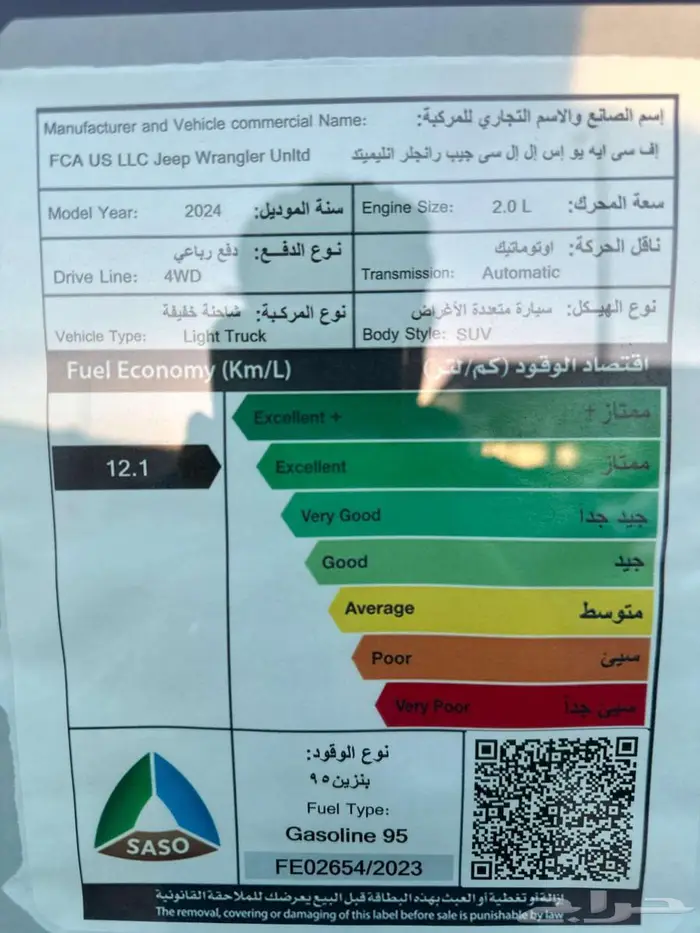 Manufacturer and Vehicle commercial Name: إسم الصانع والاسم التجاري للمركبة:
FCA US LLC Jeep Wrangler Unltd إف سى ايه يو إس إل إل سى جيب رانجلر انليميتد
Model Year: 2024 سنة الموديل:
Engine Size: 2.0 L سعة المحرك:
نوع الدفــع: دفع رباعي
Drive Line: 4WD
ناقل الحركة: اوتوماتيك
Transmission: Automatic
نوع المركبة: شاحنة خفيفة
Vehicle Type: Light Truck
نوع الهيكل: سيارة متعددة الأغراض
Body Style: SUV
Fuel Economy (Km/L) اقتصاد الوقود (كم/لتر)
Excellent + ممتاز +
12.1
Excellent ممتاز
Very Good جيد جداً
Good جيد
Average متوسط
Poor سيئ
Very Poor سيئ جداً
SASO
نوع الوقود:
بنزين ٩٥
Fuel Type:
Gasoline 95
FE02654/2023
إزالة أو تغطية أو العبث بهذه البطاقة قبل البيع يعرضك للملاحقة القانونية
The removal, covering or damaging of this label before sale is punishable by law
حراج